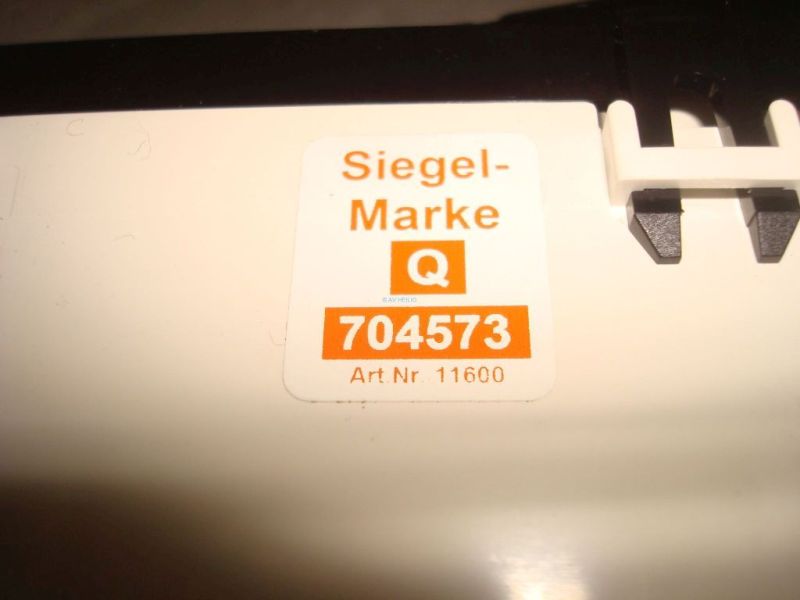 Siegel-
Marke
Q
704573
Art.Nr. 11600